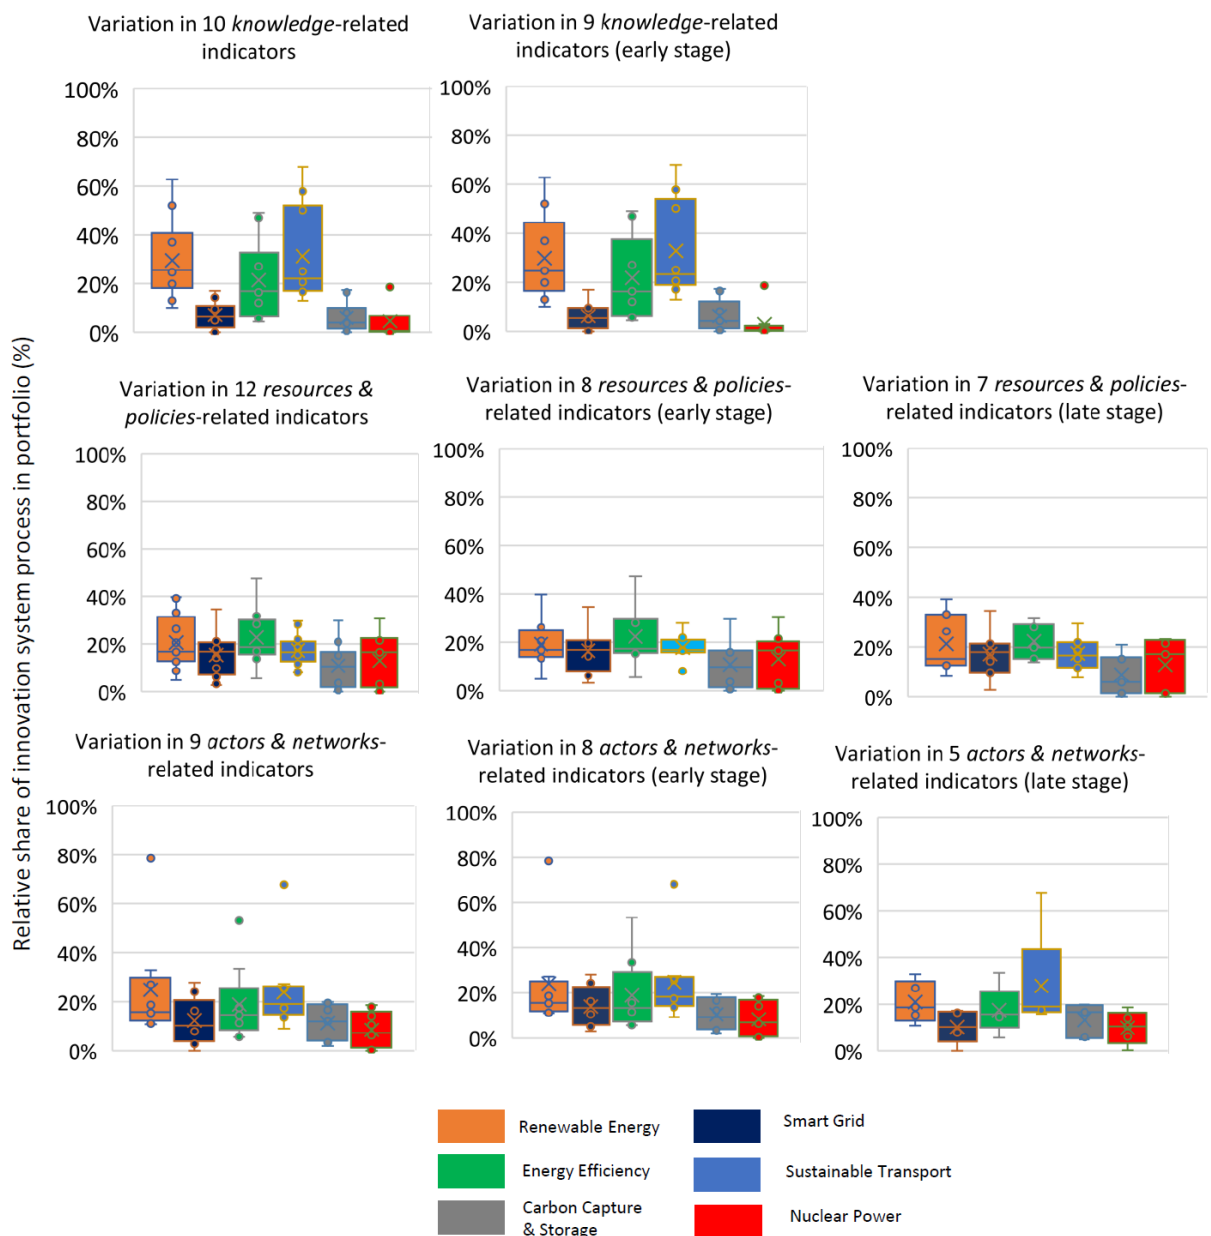 Variation in 10 knowledge-related
indicators
Variation in 9 knowledge-related
indicators (early stage)
100%
80%
60%
40%
20%
0%
100%
80%
60%
40%
20%
0%
Relative share of innovation system process in portfolio (%)
Variation in 12 resources &
policies-related indicators
Variation in 8 resources & policies-
related indicators (early stage)
Variation in 7 resources & policies-
related indicators (late stage)
100%
80%
60%
40%
20%
0%
100%
80%
60%
40%
20%
0%
100%
80%
60%
40%
20%
0%
Variation in 9 actors & networks-
related indicators
Variation in 8 actors & networks-
related indicators (early stage)
Variation in 5 actors & networks-
related indicators (late stage)
100%
80%
60%
40%
20%
0%
100%
80%
60%
40%
20%
0%
100%
80%
60%
40%
20%
0%
Renewable Energy
Smart Grid
Energy Efficiency
Sustainable Transport
Carbon Capture
& Storage
Nuclear Power